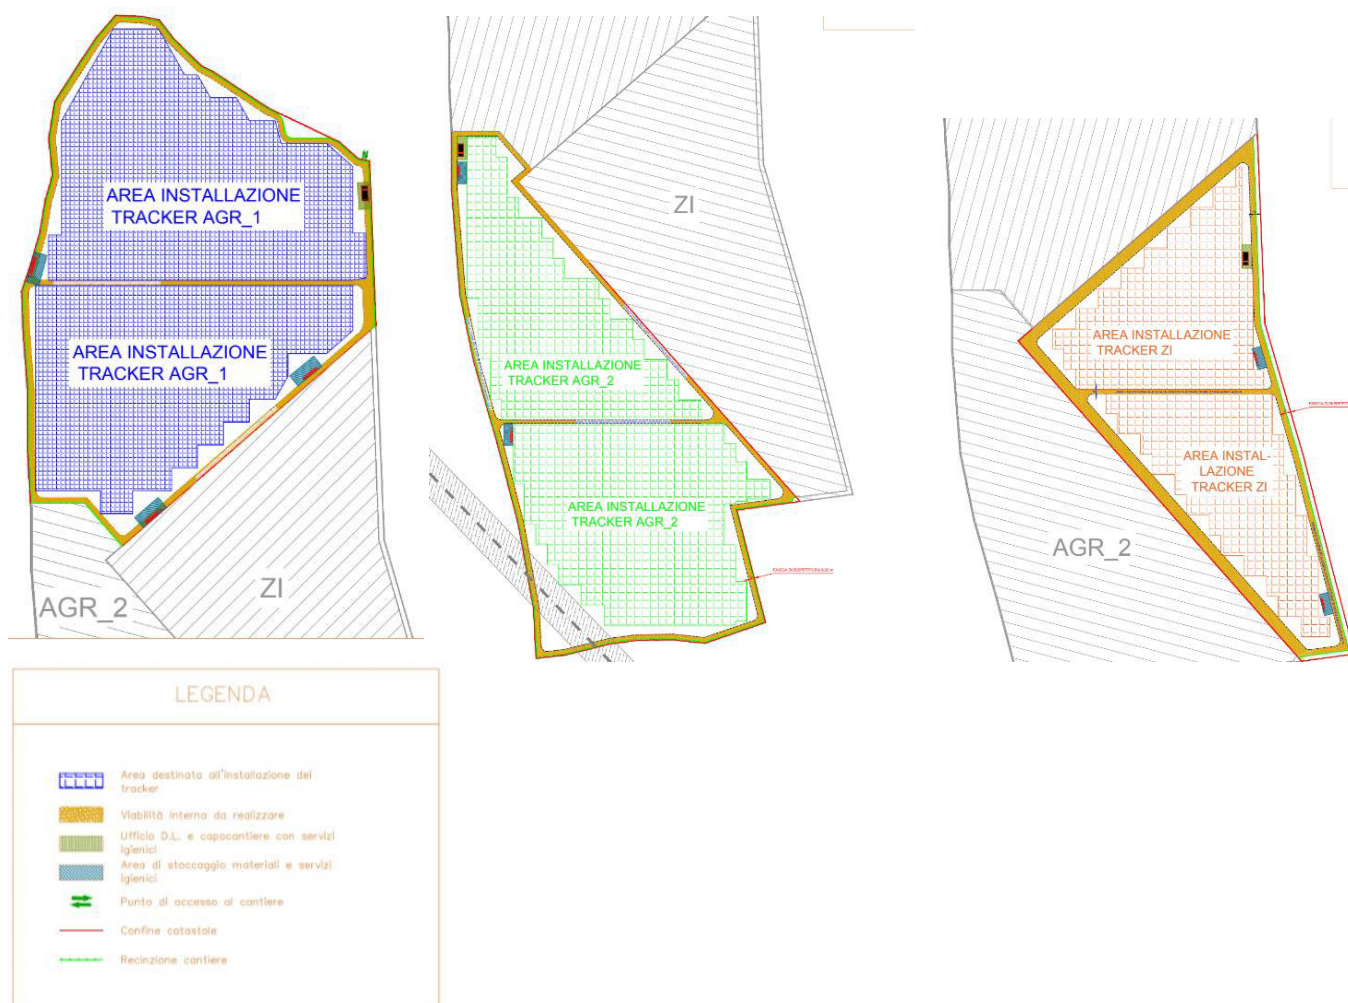 AREA INSTALLAZIONE
TRACKER AGR_1
AREA INSTALLAZIONE
TRACKER AGR_1
AGR_2
ZI
ZI
AREA INSTALLAZIONE
TRACKER AGR_2
AREA INSTALLAZIONE
TRACKER AGR_2
AREA INSTALLAZIONE
TRACKER ZI
AREA INSTAL-
LAZIONE
TRACKER ZI
AGR_2
LEGENDA
Area destinata all'installazione dei
tracker
Viabilità interna da realizzare
Ufficio D.L. e capocantiere con servizi
igienici
Area di stoccaggio materiali e servizi
igienici
Punto di accesso al cantiere
Confine catastale
Recinzione cantiere